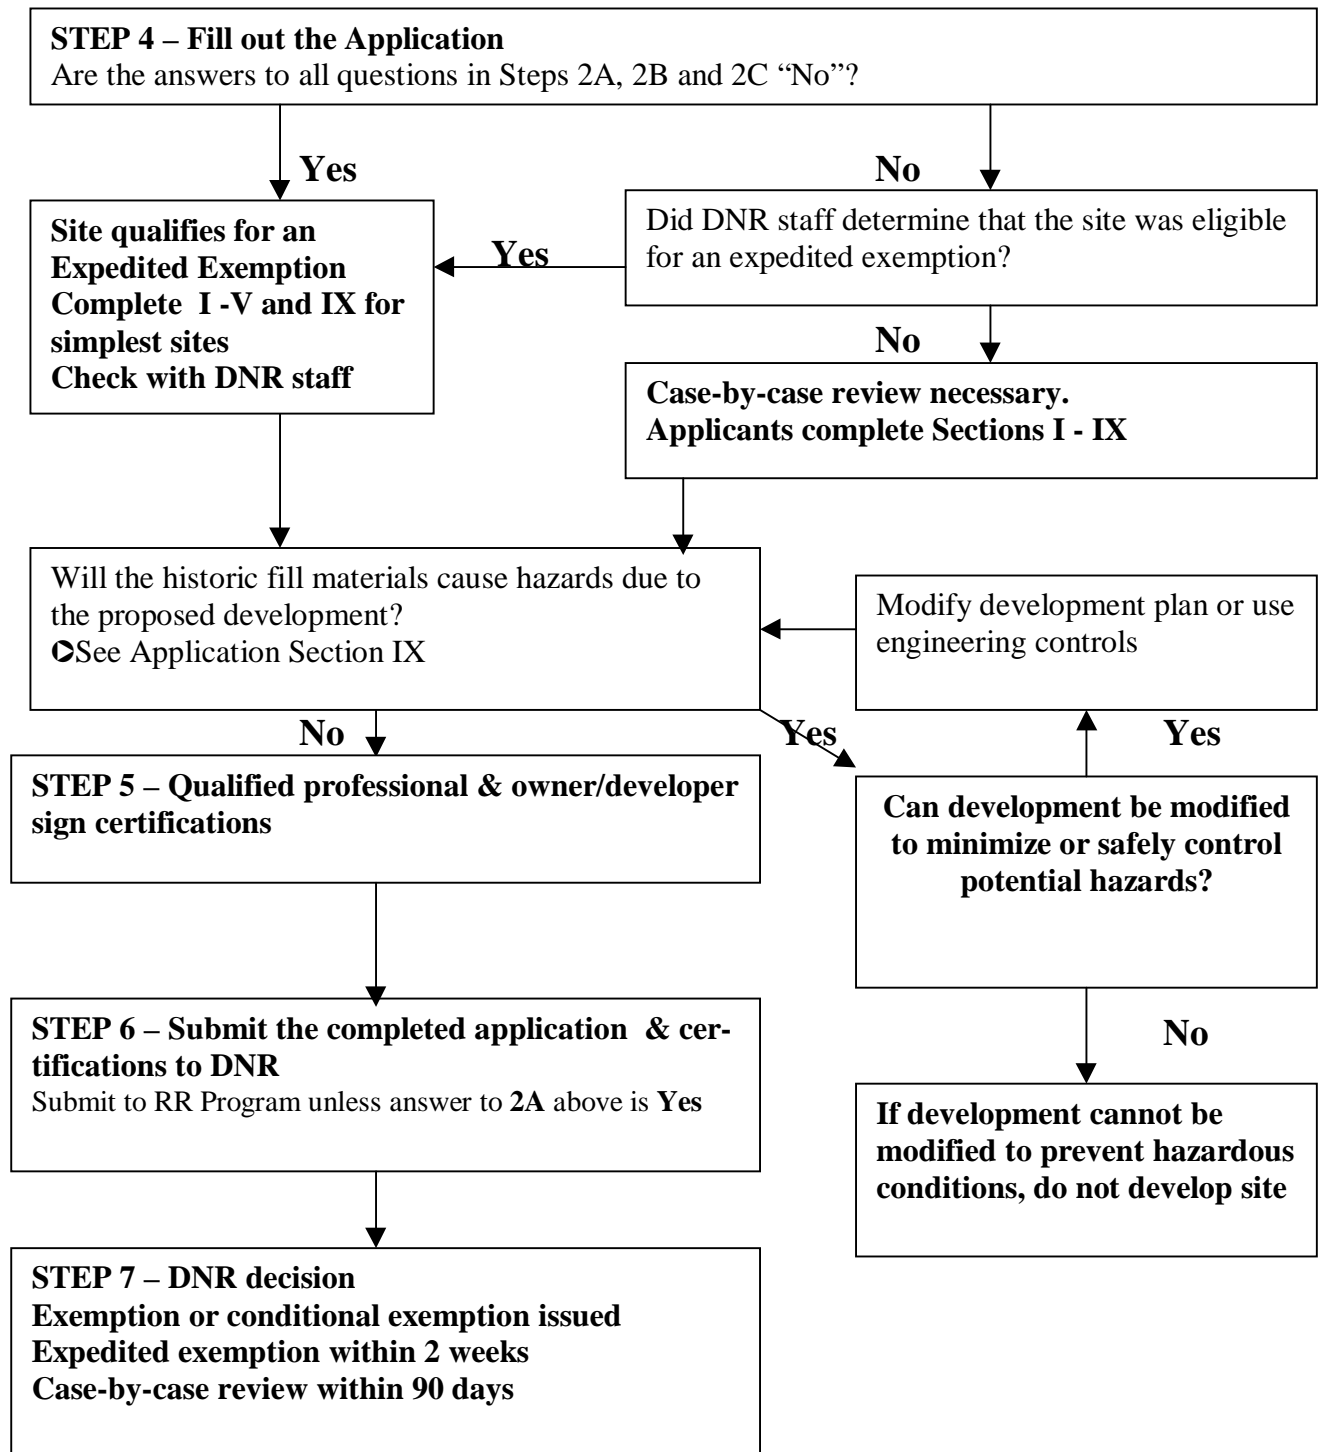 STEP 4 – Fill out the Application
Are the answers to all questions in Steps 2A, 2B and 2C “No”?
Yes
No
Site qualifies for an
Expedited Exemption
Complete I -V and IX for
simplest sites
Check with DNR staff
Yes
Did DNR staff determine that the site was eligible
for an expedited exemption?
No
Case-by-case review necessary.
Applicants complete Sections I - IX
Will the historic fill materials cause hazards due to
the proposed development?
✪See Application Section IX
Modify development plan or use
engineering controls
No
Yes
Yes
STEP 5 – Qualified professional & owner/developer
sign certifications
Can development be modified
to minimize or safely control
potential hazards?
No
STEP 6 – Submit the completed application & cer-
tifications to DNR
Submit to RR Program unless answer to 2A above is Yes
If development cannot be
modified to prevent hazardous
conditions, do not develop site
STEP 7 – DNR decision
Exemption or conditional exemption issued
Expedited exemption within 2 weeks
Case-by-case review within 90 days